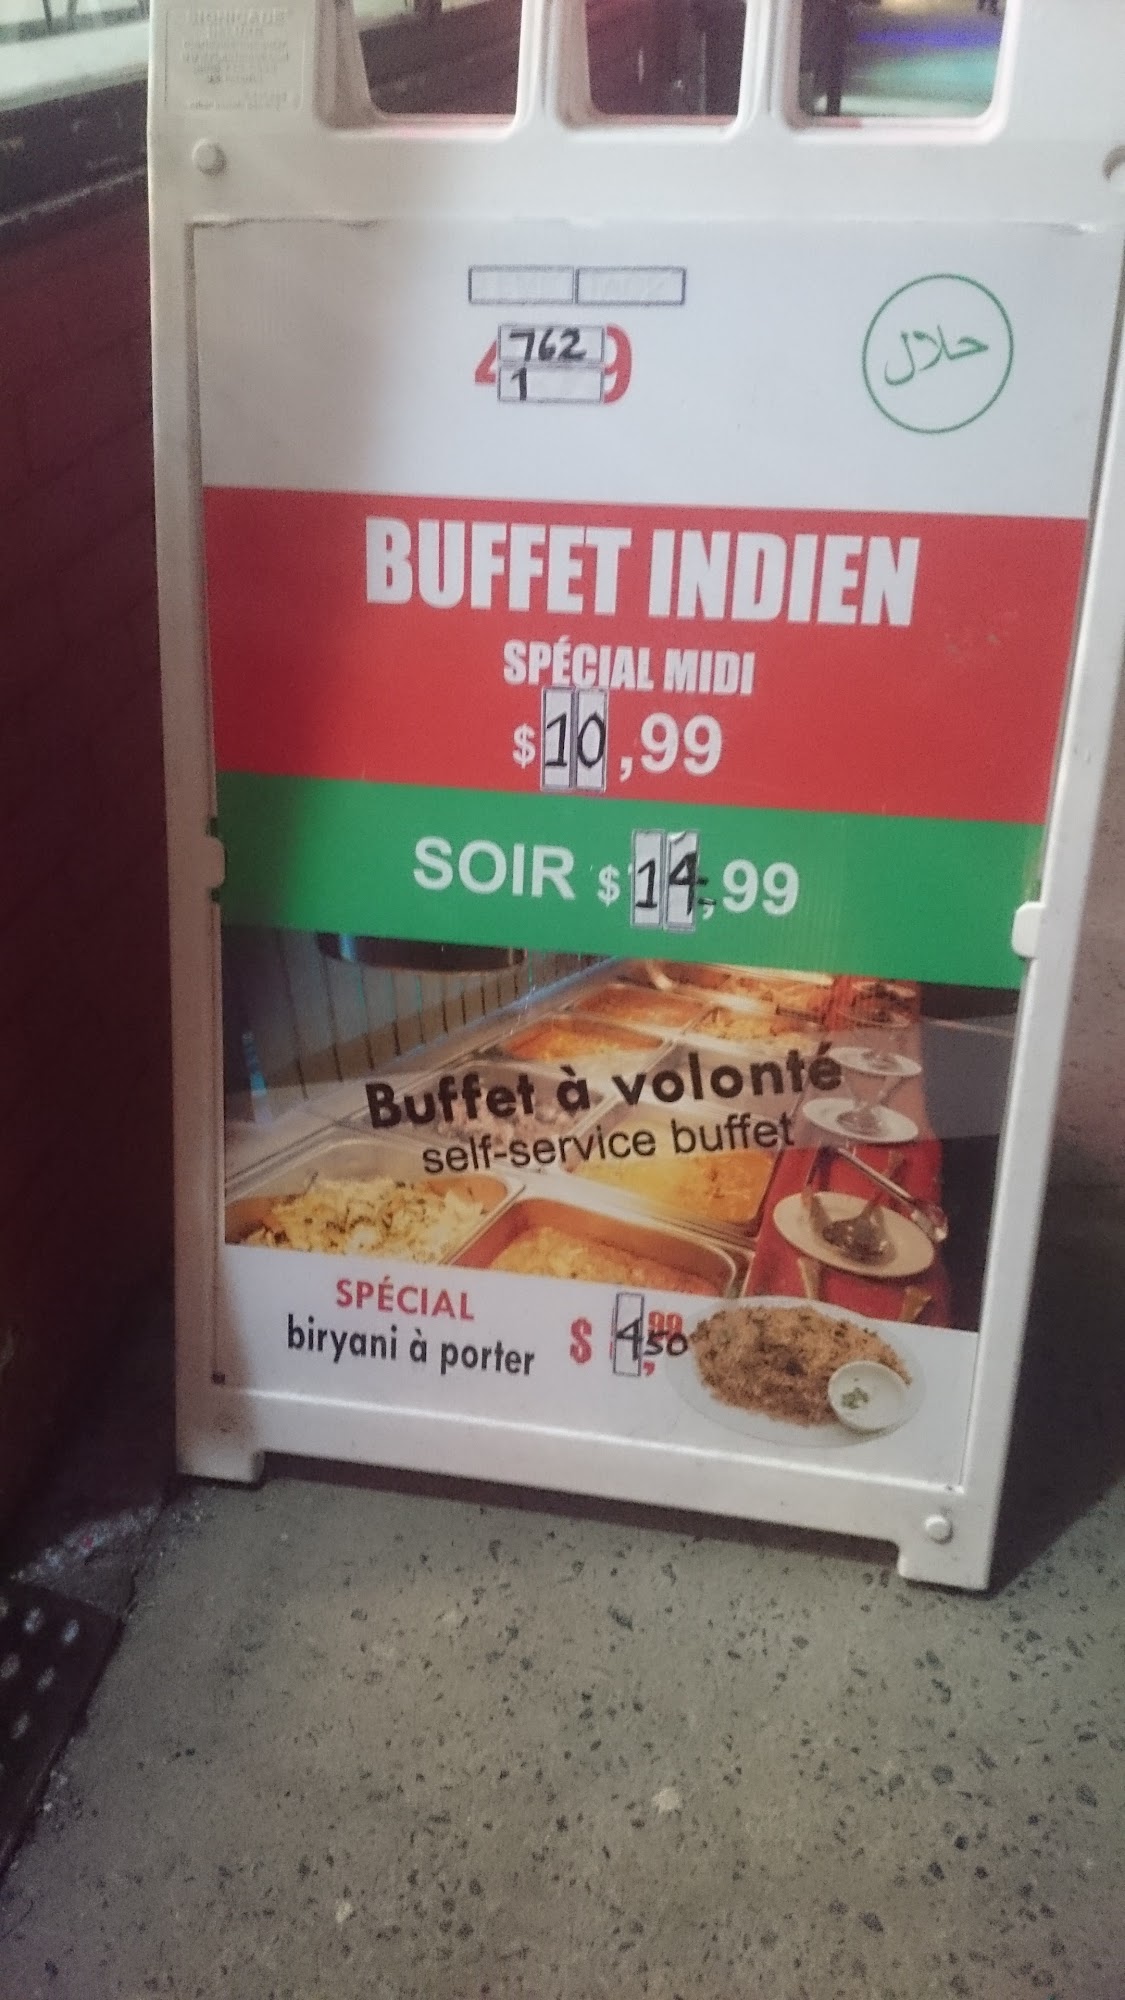 762
1
حلال
BUFFET INDIEN
SPÉCIAL MIDI
$10,99
SOIR $14,99
Buffet à volonté
self-service buffet
SPÉCIAL
biryani à porter $ 4,50